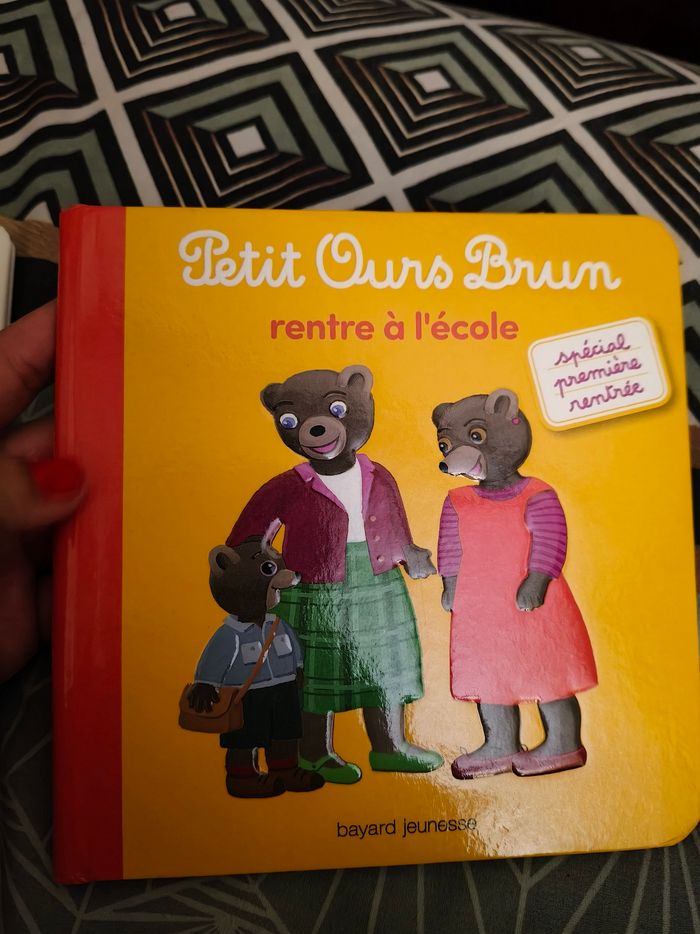 Petit Ours Brun
rentre à l'école
spécial
première
rentrée
bayard jeunesse